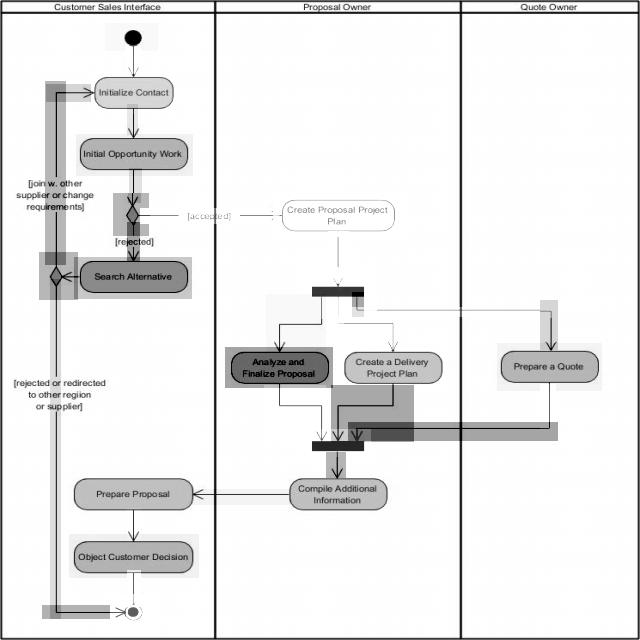 Customer Sales Interface
Proposal Owner
Quote Owner
Initialize Contact
Initial Opportunity Work
[join w. other
supplier or change
requirements]
[accepted]
Create Proposal Project
Plan
[rejected]
Search Alternative
Analyze and
Finalize Proposal
Create a Delivery
Project Plan
Prepare a Quote
[rejected or redirected
to other regiion
or supplier]
Prepare Proposal
Compile Additional
Information
Object Customer Decision